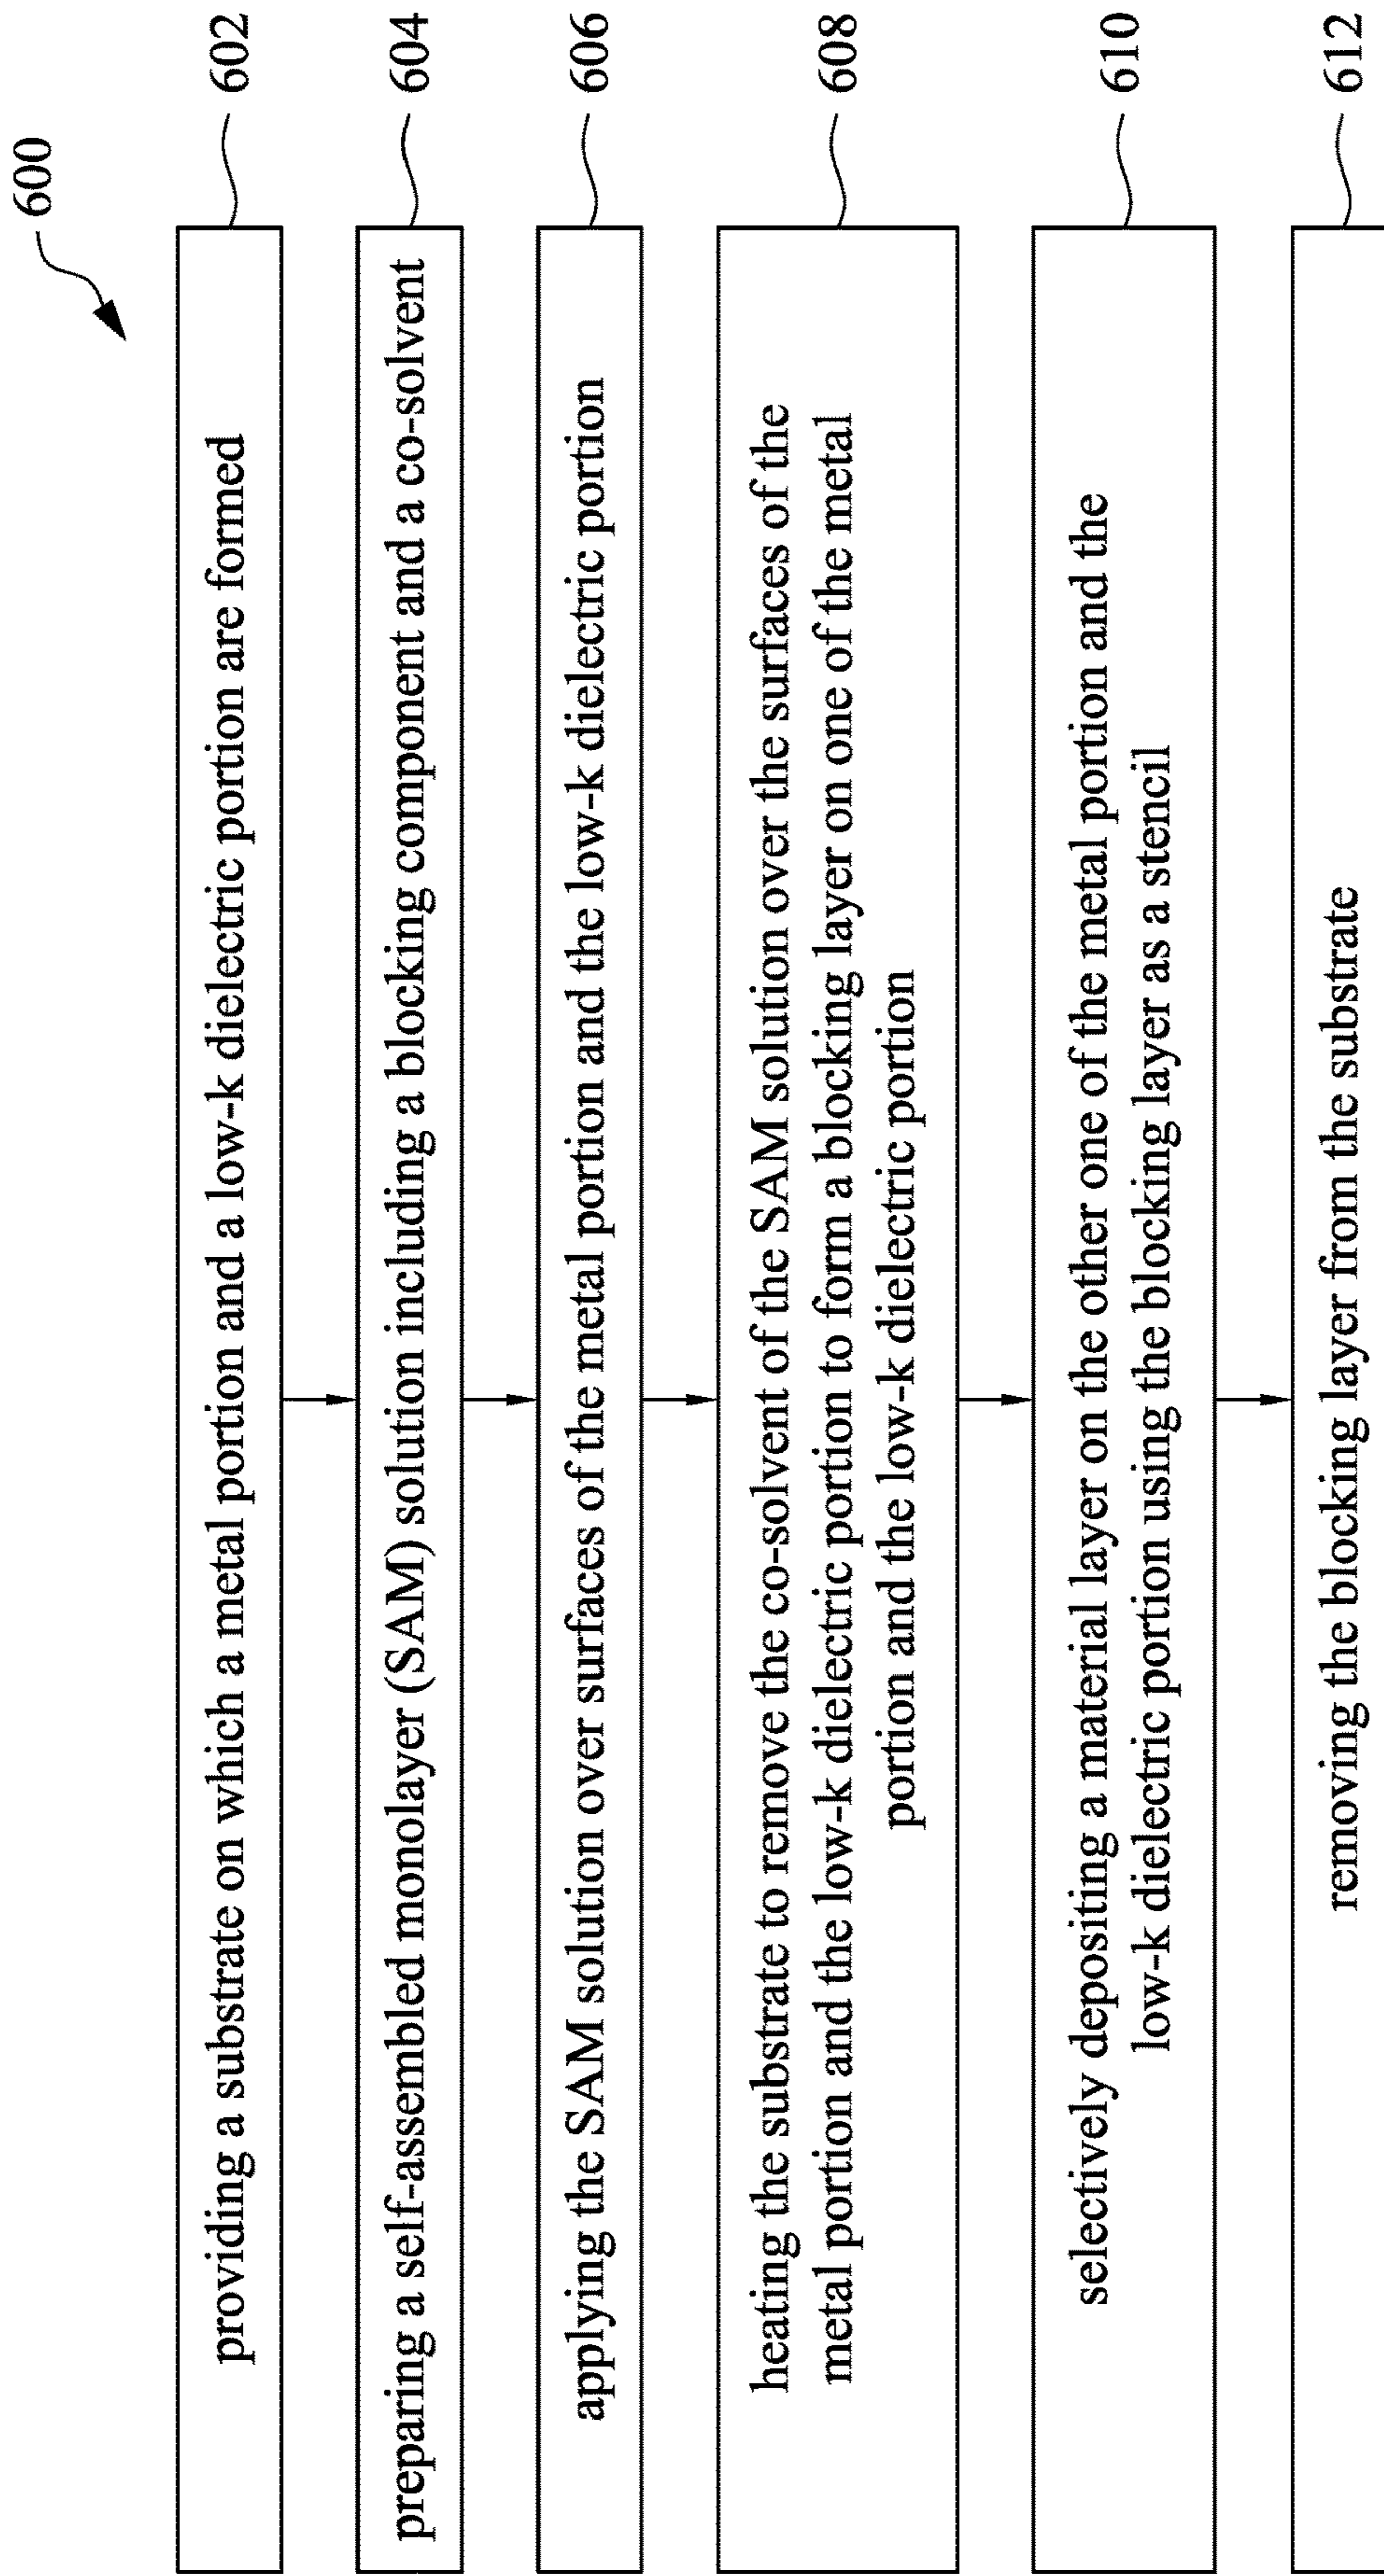 600
providing a substrate on which a metal portion and a low-k dielectric portion are formed
602
preparing a self-assembled monolayer (SAM) solution including a blocking component and a co-solvent
604
applying the SAM solution over surfaces of the metal portion and the low-k dielectric portion
606
heating the substrate to remove the co-solvent of the SAM solution over the surfaces of the
metal portion and the low-k dielectric portion to form a blocking layer on one of the metal
portion and the low-k dielectric portion
608
selectively depositing a material layer on the other one of the metal portion and the
low-k dielectric portion using the blocking layer as a stencil
610
removing the blocking layer from the substrate
612